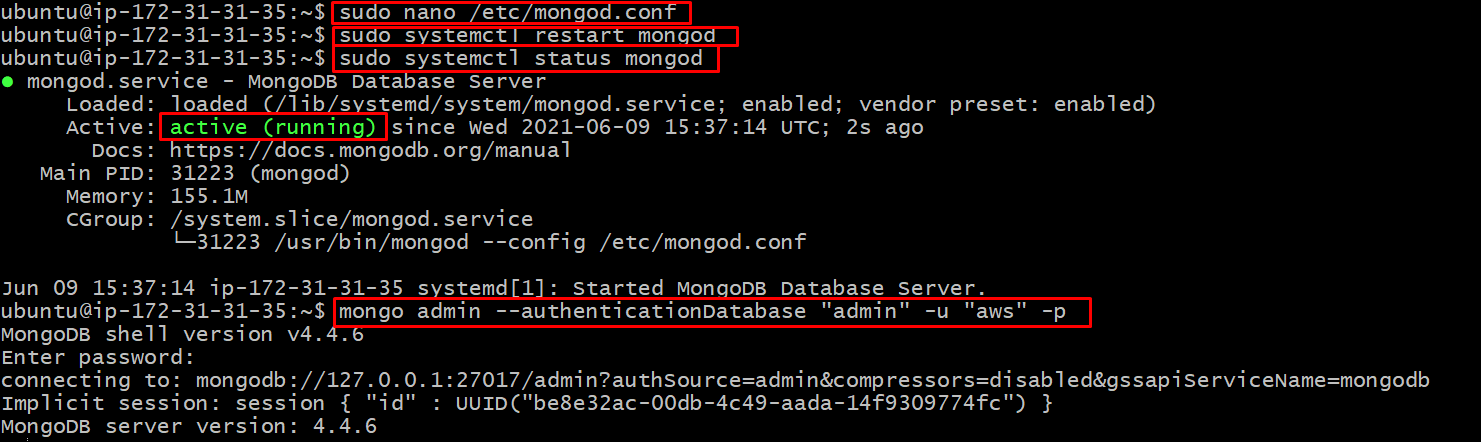 ubuntu@ip-172-31-31-35:~$ sudo nano /etc/mongod.conf
ubuntu@ip-172-31-31-35:~$ sudo systemctl restart mongod
ubuntu@ip-172-31-31-35:~$ sudo systemctl status mongod
● mongod.service - MongoDB Database Server
     Loaded: loaded (/lib/systemd/system/mongod.service; enabled; vendor preset: enabled)
     Active: active (running) since Wed 2021-06-09 15:37:14 UTC; 2s ago
       Docs: https://docs.mongodb.org/manual
   Main PID: 31223 (mongod)
     Memory: 155.1M
     CGroup: /system.slice/mongod.service
             └─31223 /usr/bin/mongod --config /etc/mongod.conf

Jun 09 15:37:14 ip-172-31-31-35 systemd[1]: Started MongoDB Database Server.
ubuntu@ip-172-31-31-35:~$ mongo admin --authenticationDatabase "admin" -u "aws" -p
MongoDB shell version v4.4.6
Enter password:
connecting to: mongodb://127.0.0.1:27017/admin?authSource=admin&compressors=disabled&gssapiServiceName=mongodb
Implicit session: session { "id" : UUID("be8e32ac-00db-4c49-aada-14f9309774fc") }
MongoDB server version: 4.4.6